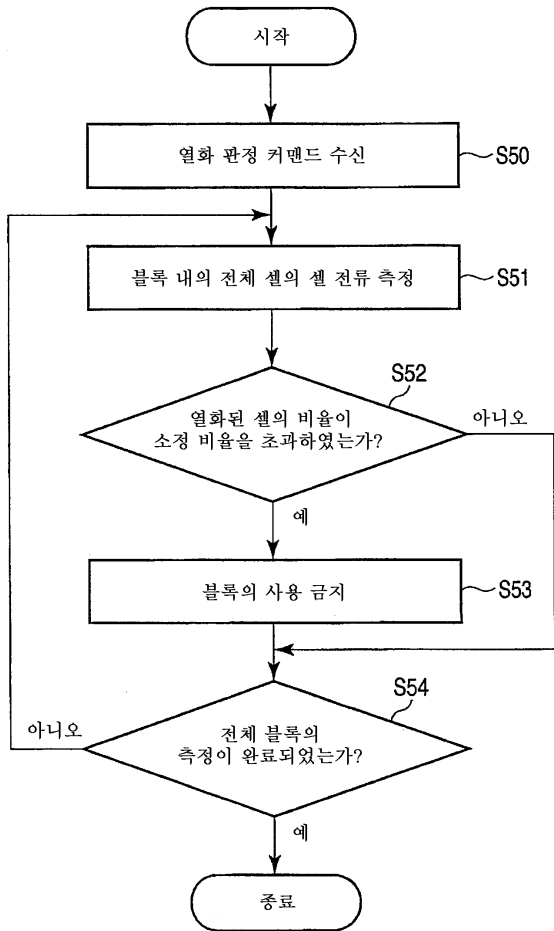 시작
열화 판정 커맨드 수신
S50
블록 내의 전체 셀의 셀 전류 측정
S51
S52
열화된 셀의 비율이
소정 비율을 초과하였는가?
아니오
예
블록의 사용 금지
S53
S54
아니오
전체 블록의
측정이 완료되었는가?
예
종료